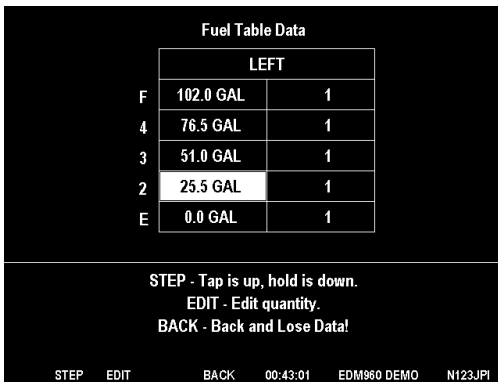 Fuel Table Data
LEFT
F 102.0 GAL 1
4 76.5 GAL 1
3 51.0 GAL 1
2 25.5 GAL 1
E 0.0 GAL 1
STEP - Tap is up, hold is down.
EDIT - Edit quantity.
BACK - Back and Lose Data!
STEP EDIT BACK 00:43:01 EDM960 DEMO N123JPI